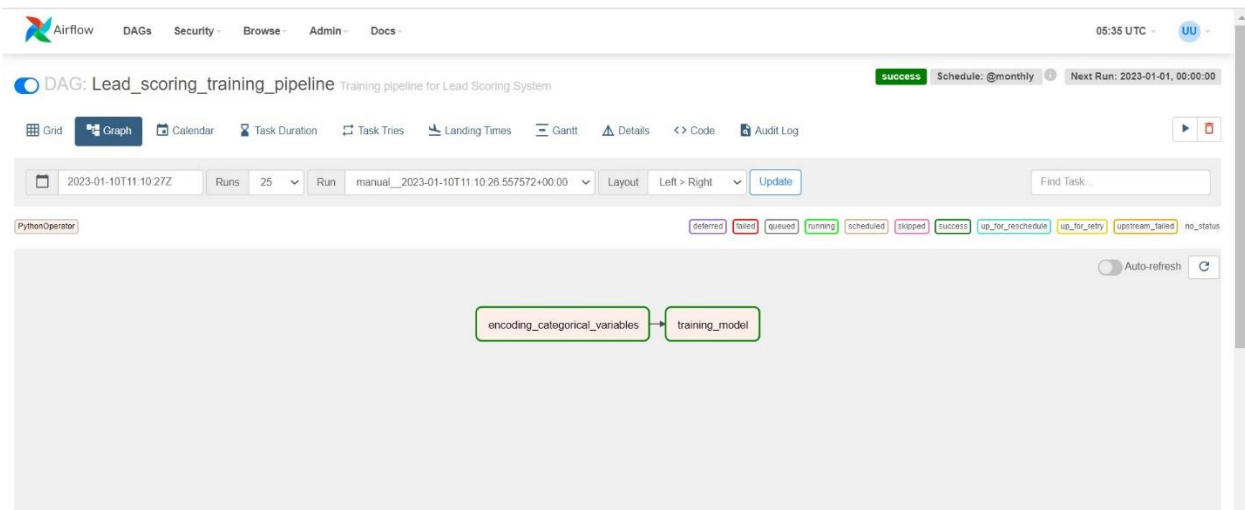 Airflow DAGs Security Browse Admin Docs 05:35 UTC UU
DAG: Lead_scoring_training_pipeline Training pipeline for Lead Scoring System success Schedule: @monthly i Next Run: 2023-01-01, 00:00:00
Grid Graph Calendar Task Duration Task Tries Landing Times Gantt Details <> Code Audit Log
2023-01-10T11:10:27Z Runs 25 Run manual__2023-01-10T11:10:26.557572+00:00 Layout Left > Right Update Find Task...
PythonOperator deferred failed queued running scheduled skipped success up_for_reschedule up_for_retry upstream_failed no_status
Auto-refresh
encoding_categorical_variables training_model